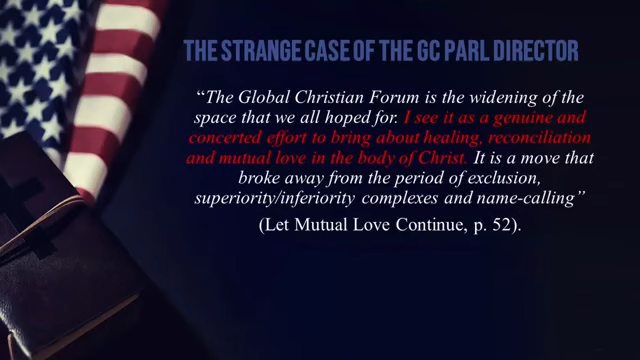 THE STRANGE CASE OF THE GC PARL DIRECTOR
“The Global Christian Forum is the widening of the
space that we all hoped for. I see it as a genuine and
concerted effort to bring about healing, reconciliation
and mutual love in the body of Christ. It is a move that
broke away from the period of exclusion,
superiority/inferiority complexes and name-calling”
(Let Mutual Love Continue, p. 52).